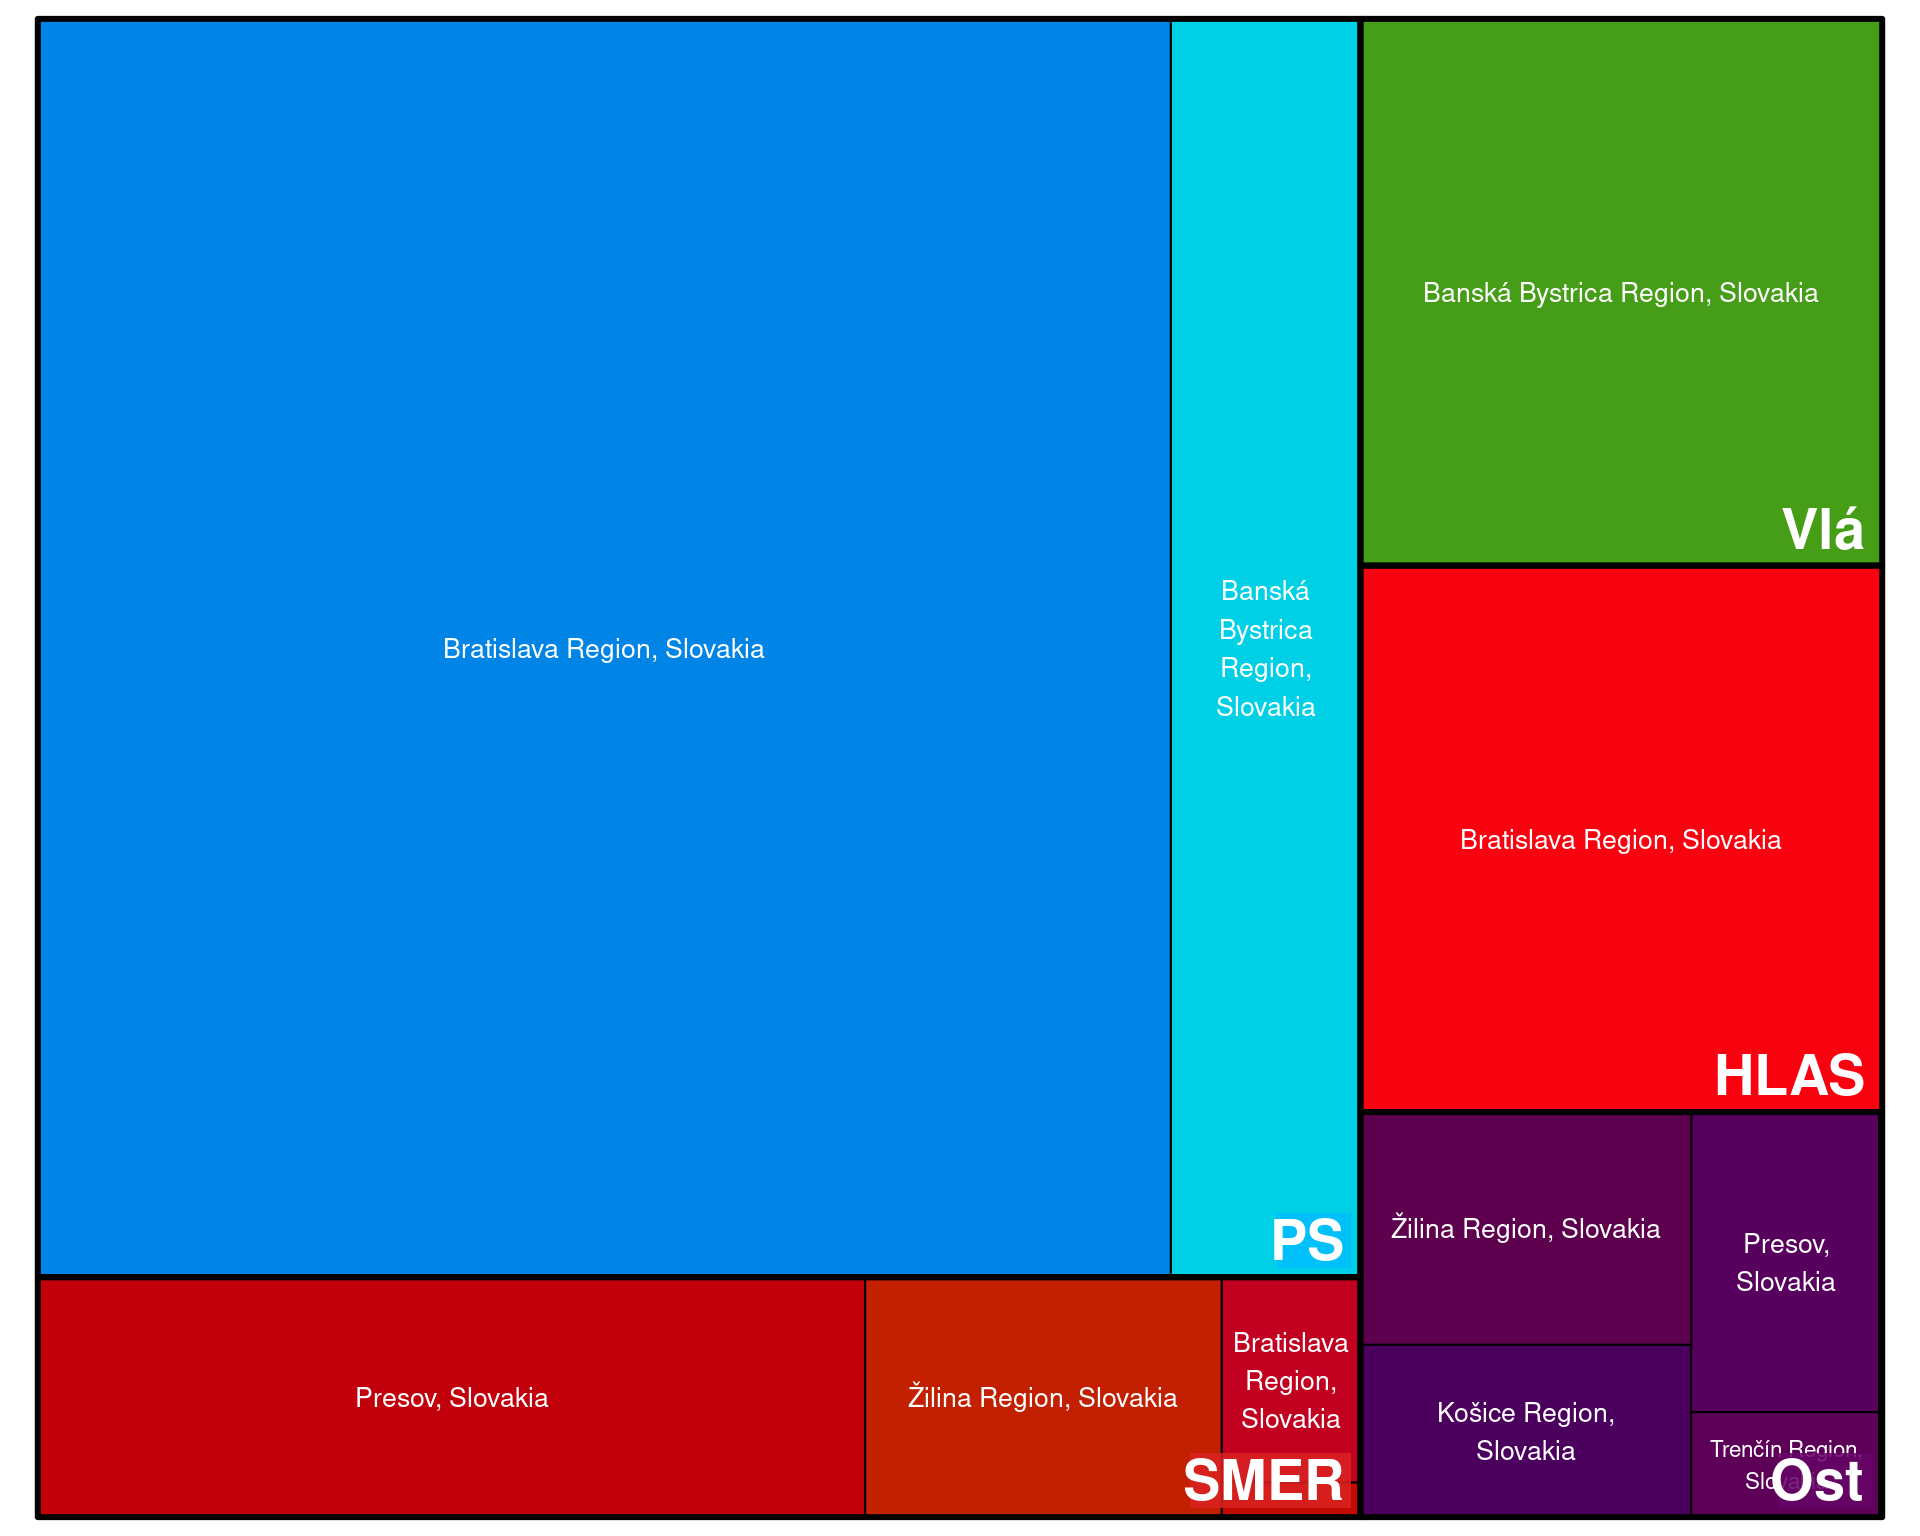 Bratislava Region, Slovakia
Banská
Bystrica
Region,
Slovakia
PS
Banská Bystrica Region, Slovakia
Vlá
Bratislava Region, Slovakia
HLAS
Presov, Slovakia
Žilina Region, Slovakia
Bratislava
Region,
Slovakia
SMER
Žilina Region, Slovakia
Presov,
Slovakia
Košice Region,
Slovakia
Trenčín Region,
Ost